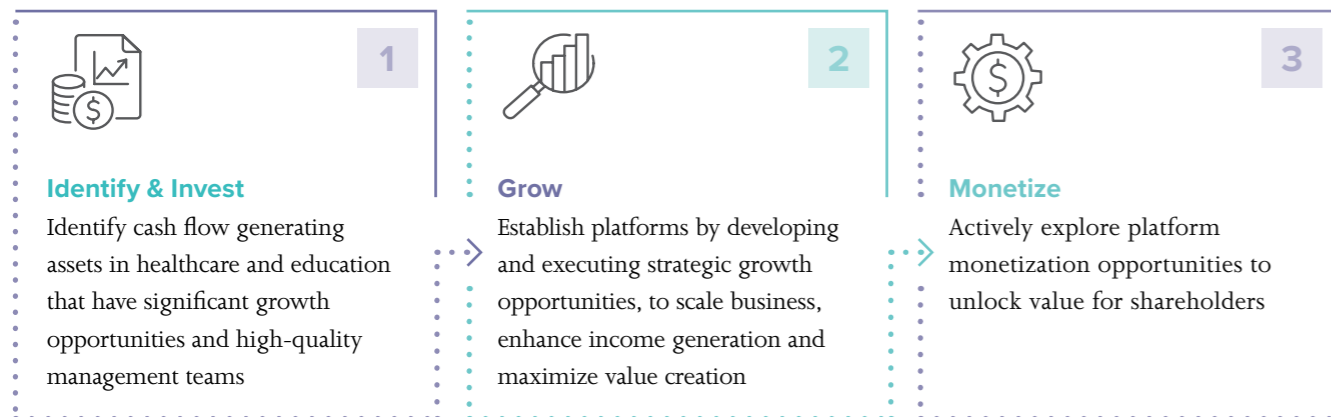 1
$
Identify & Invest
Identify cash flow generating
assets in healthcare and education
that have significant growth
opportunities and high-quality
management teams
2
Grow
Establish platforms by developing
and executing strategic growth
opportunities, to scale business,
enhance income generation and
maximize value creation
3
$
Monetize
Actively explore platform
monetization opportunities to
unlock value for shareholders